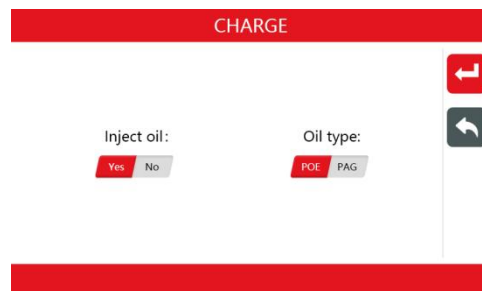 CHARGE
Inject oil:
Oil type:
Yes No
POE PAG